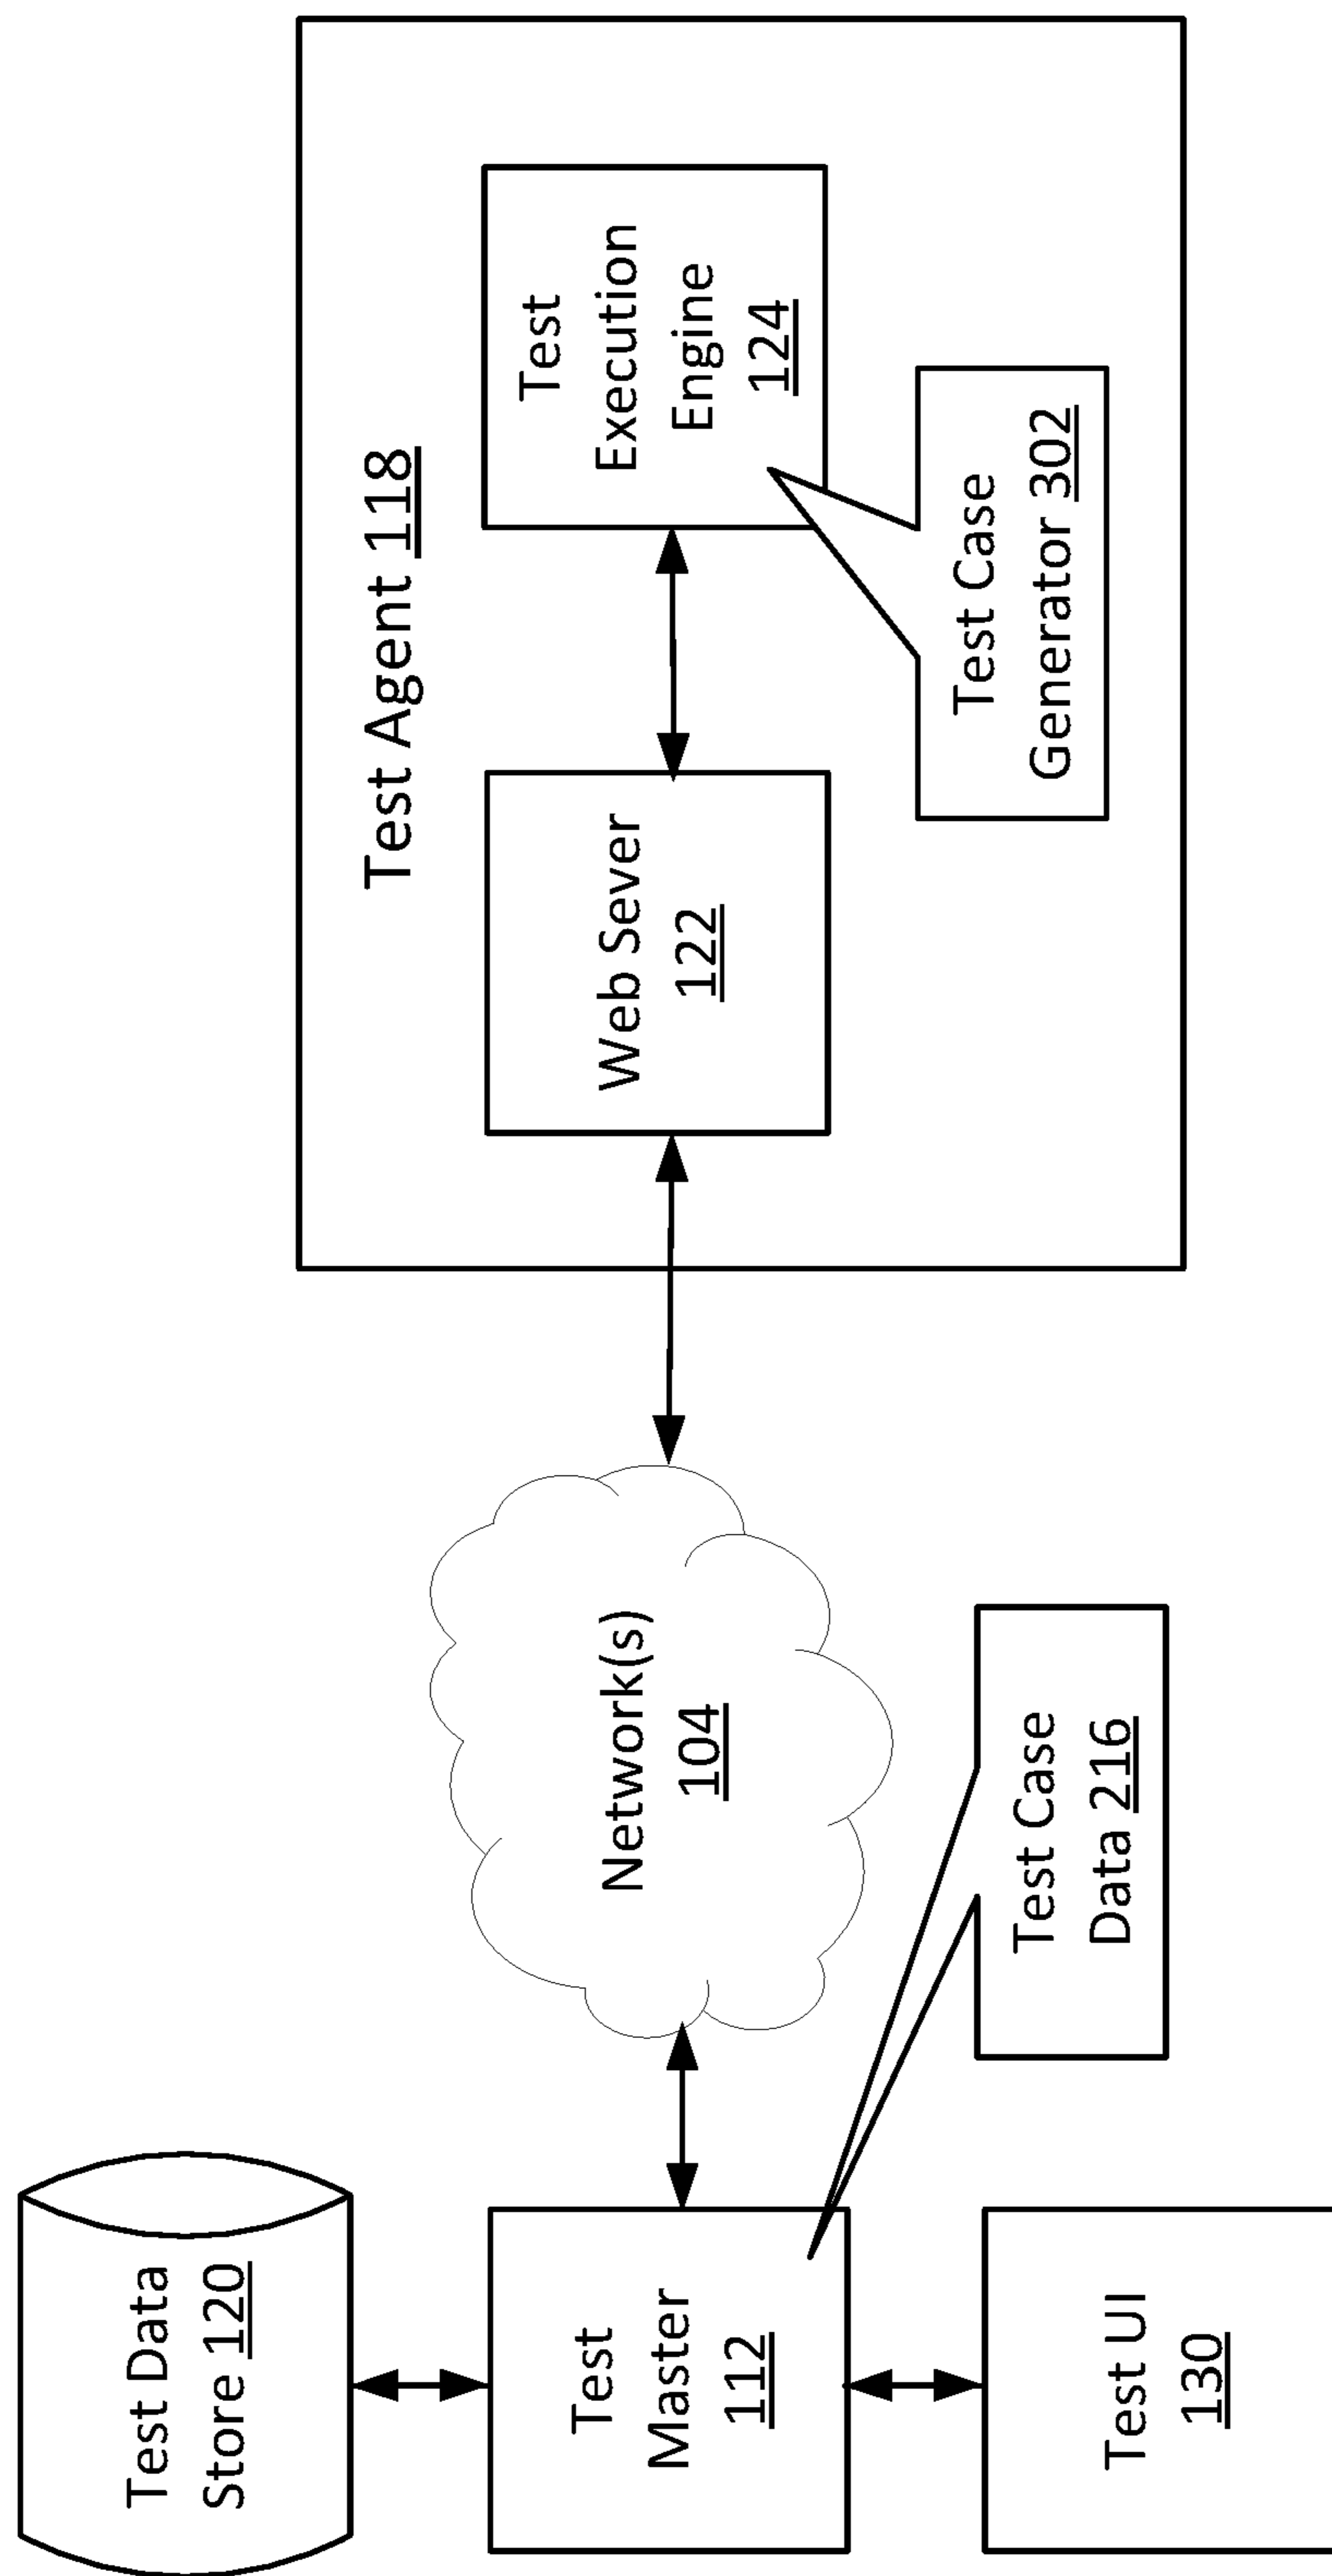 Test Data
Store 120
Test
Master
112
Test UI
130
Network(s)
104
Test Case
Data 216
Test Agent 118
Web Sever
122
Test
Execution
Engine
124
Test Case
Generator 302